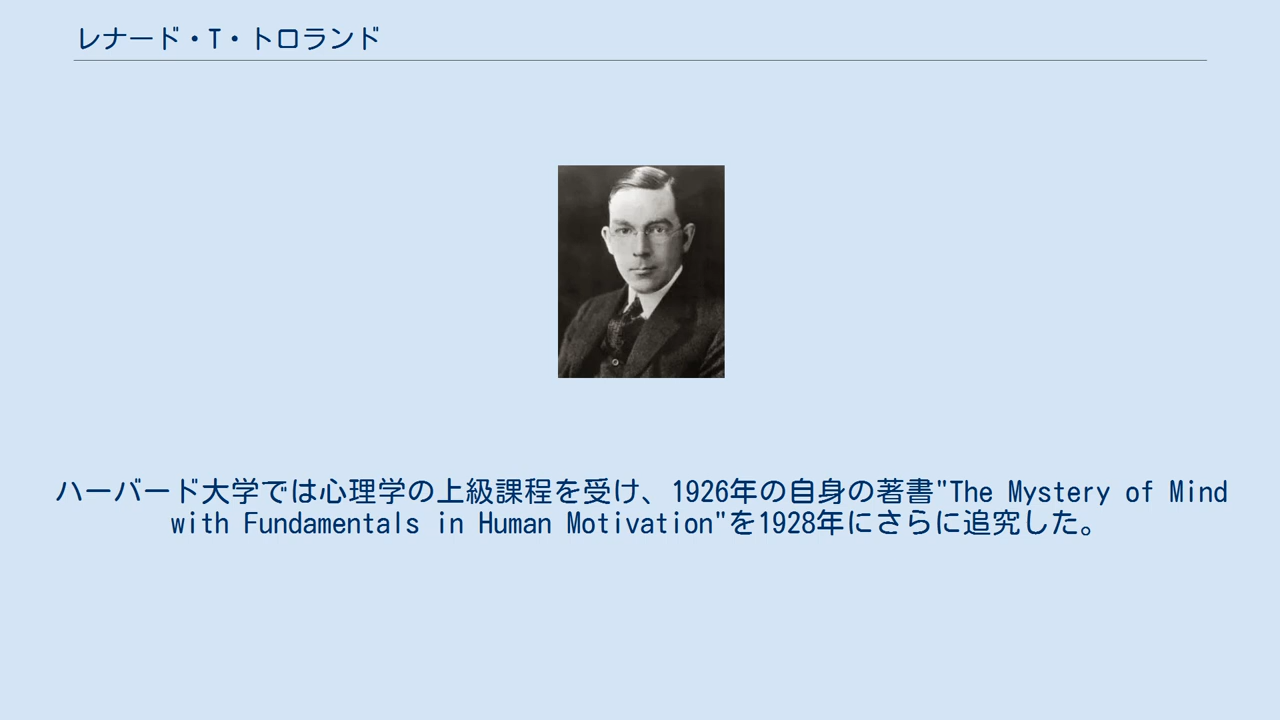 レナード・T・トロランド
ハーバード大学では心理学の上級課程を受け、1926年の自身の著書"The Mystery of Mind
with Fundamentals in Human Motivation"を1928年にさらに追究した。